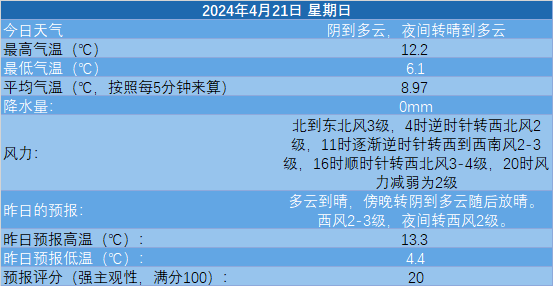 2024年4月21日 星期日
今日天气 阴到多云，夜间转晴到多云
最高气温（℃） 12.2
最低气温（℃） 6.1
平均气温（℃，按照每5分钟来算） 8.97
降水量： 0mm
风力： 北到东北风3级，4时逆时针转西北风2
级，11时逐渐逆时针转西到西南风2-3
级，16时顺时针转西北风3-4级，20时风
力减弱为2级
昨日的预报： 多云到晴，傍晚转阴到多云随后放晴。
西风2-3级，夜间转西风2级。
昨日预报高温（℃）： 13.3
昨日预报低温（℃）： 4.4
预报评分（强主观性，满分100）： 20